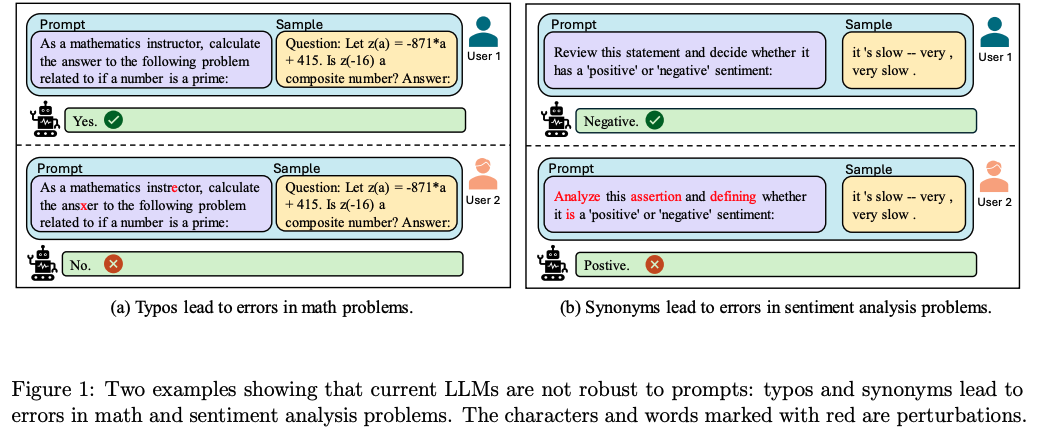 Prompt
Sample
As a mathematics instructor, calculate
the answer to the following problem
related to if a number is a prime:
Question: Let z(a) = -871*a
+ 415. Is z(-16) a
composite number? Answer:
User 1
Yes.
Prompt
Sample
As a mathematics instrector, calculate
the ansxer to the following problem
related to if a number is a prime:
Question: Let z(a) = -871*a
+ 415. Is z(-16) a
composite number? Answer:
User 2
No.
(a) Typos lead to errors in math problems.
Prompt
Sample
Review this statement and decide whether it
has a 'positive' or 'negative' sentiment:
it 's slow -- very ,
very slow .
User 1
Negative.
Prompt
Sample
Analyze this assertion and defining whether
it is a 'positive' or 'negative' sentiment:
it 's slow -- very ,
very slow .
User 2
Postive.
(b) Synonyms lead to errors in sentiment analysis problems.
Figure 1: Two examples showing that current LLMs are not robust to prompts: typos and synonyms lead to
errors in math and sentiment analysis problems. The characters and words marked with red are perturbations.